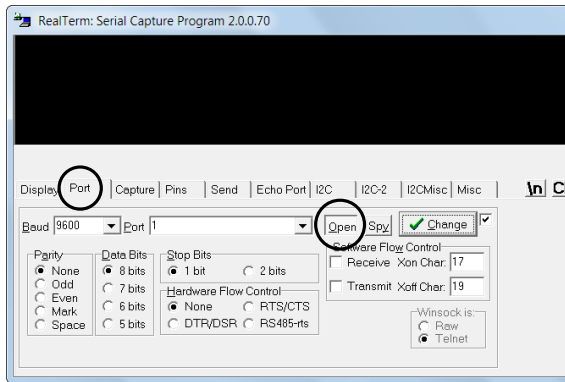 RealTerm: Serial Capture Program 2.0.0.70
Display Port Capture Pins Send Echo Port I2C I2C-2 I2CMisc Misc \n
Baud 9600 Port 1 Open Spy Change
Parity Data Bits Stop Bits Software Flow Control
None 8 bits 1 bit 2 bits Receive Xon Char: 17
Odd 7 bits Hardware Flow Control Transmit Xoff Char: 19
Even 6 bits None RTS/CTS Winsock is:
Mark 5 bits DTR/DSR RS485-rts Raw
Space Telnet